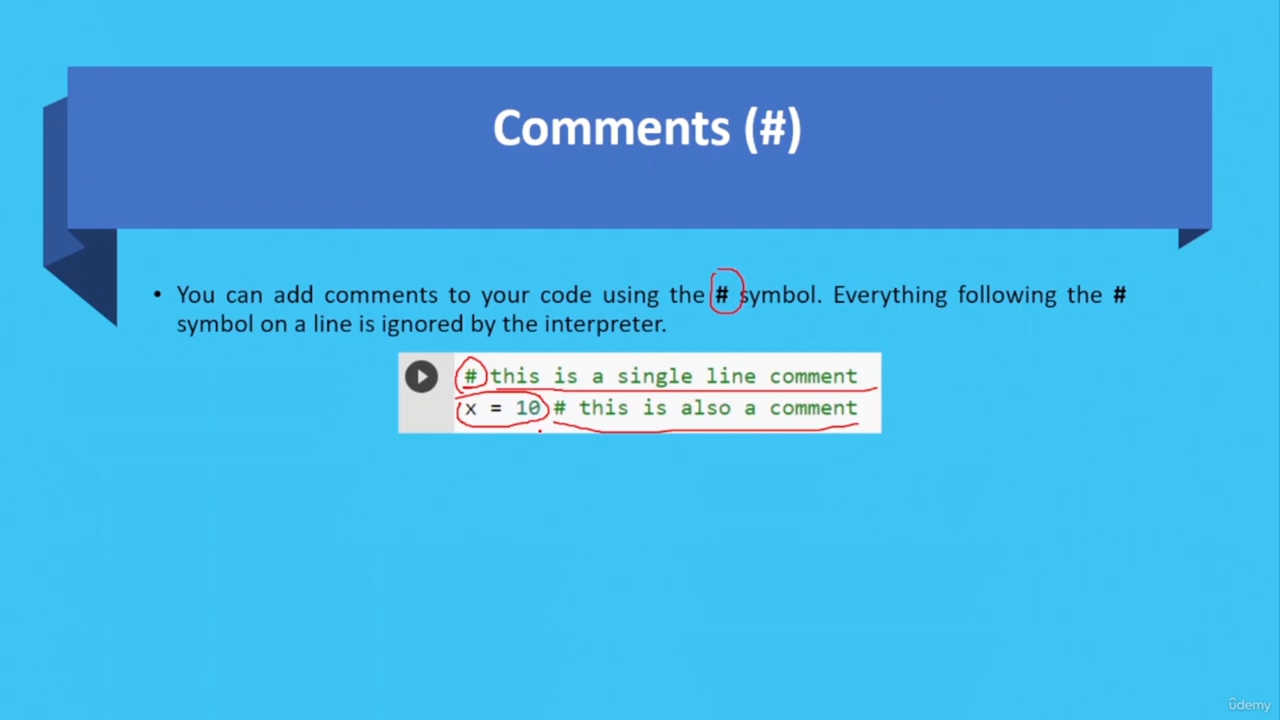 Comments (#)
• You can add comments to your code using the # symbol. Everything following the #
symbol on a line is ignored by the interpreter.
# this is a single line comment
x = 10 # this is also a comment
ûdemy